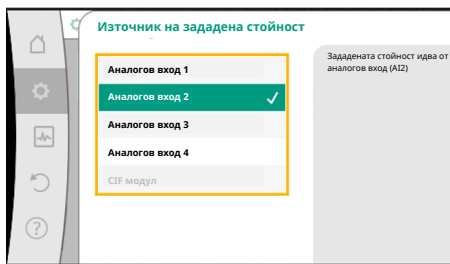 Източник на зададена стойност
Аналогов вход 1
Аналогов вход 2
Аналогов вход 3
Аналогов вход 4
CIF модул
Зададената стойност идва от
аналогов вход (AI2)